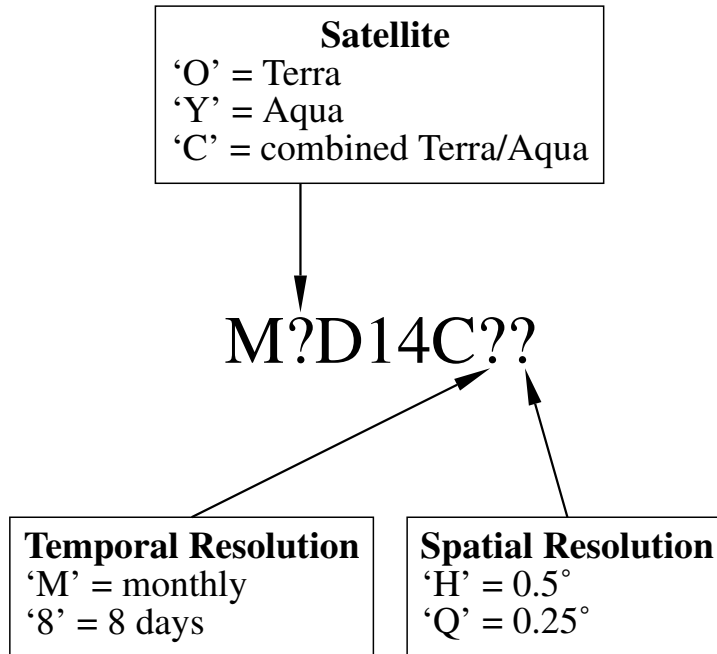 Satellite
‘O’ = Terra
‘Y’ = Aqua
‘C’ = combined Terra/Aqua
M?D14C??
Temporal Resolution
‘M’ = monthly
‘8’ = 8 days
Spatial Resolution
‘H’ = 0.5°
‘Q’ = 0.25°